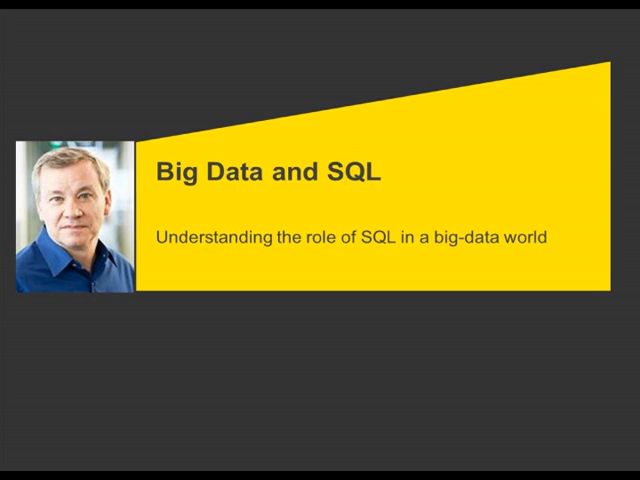 Big Data and SQL
Understanding the role of SQL in a big-data world